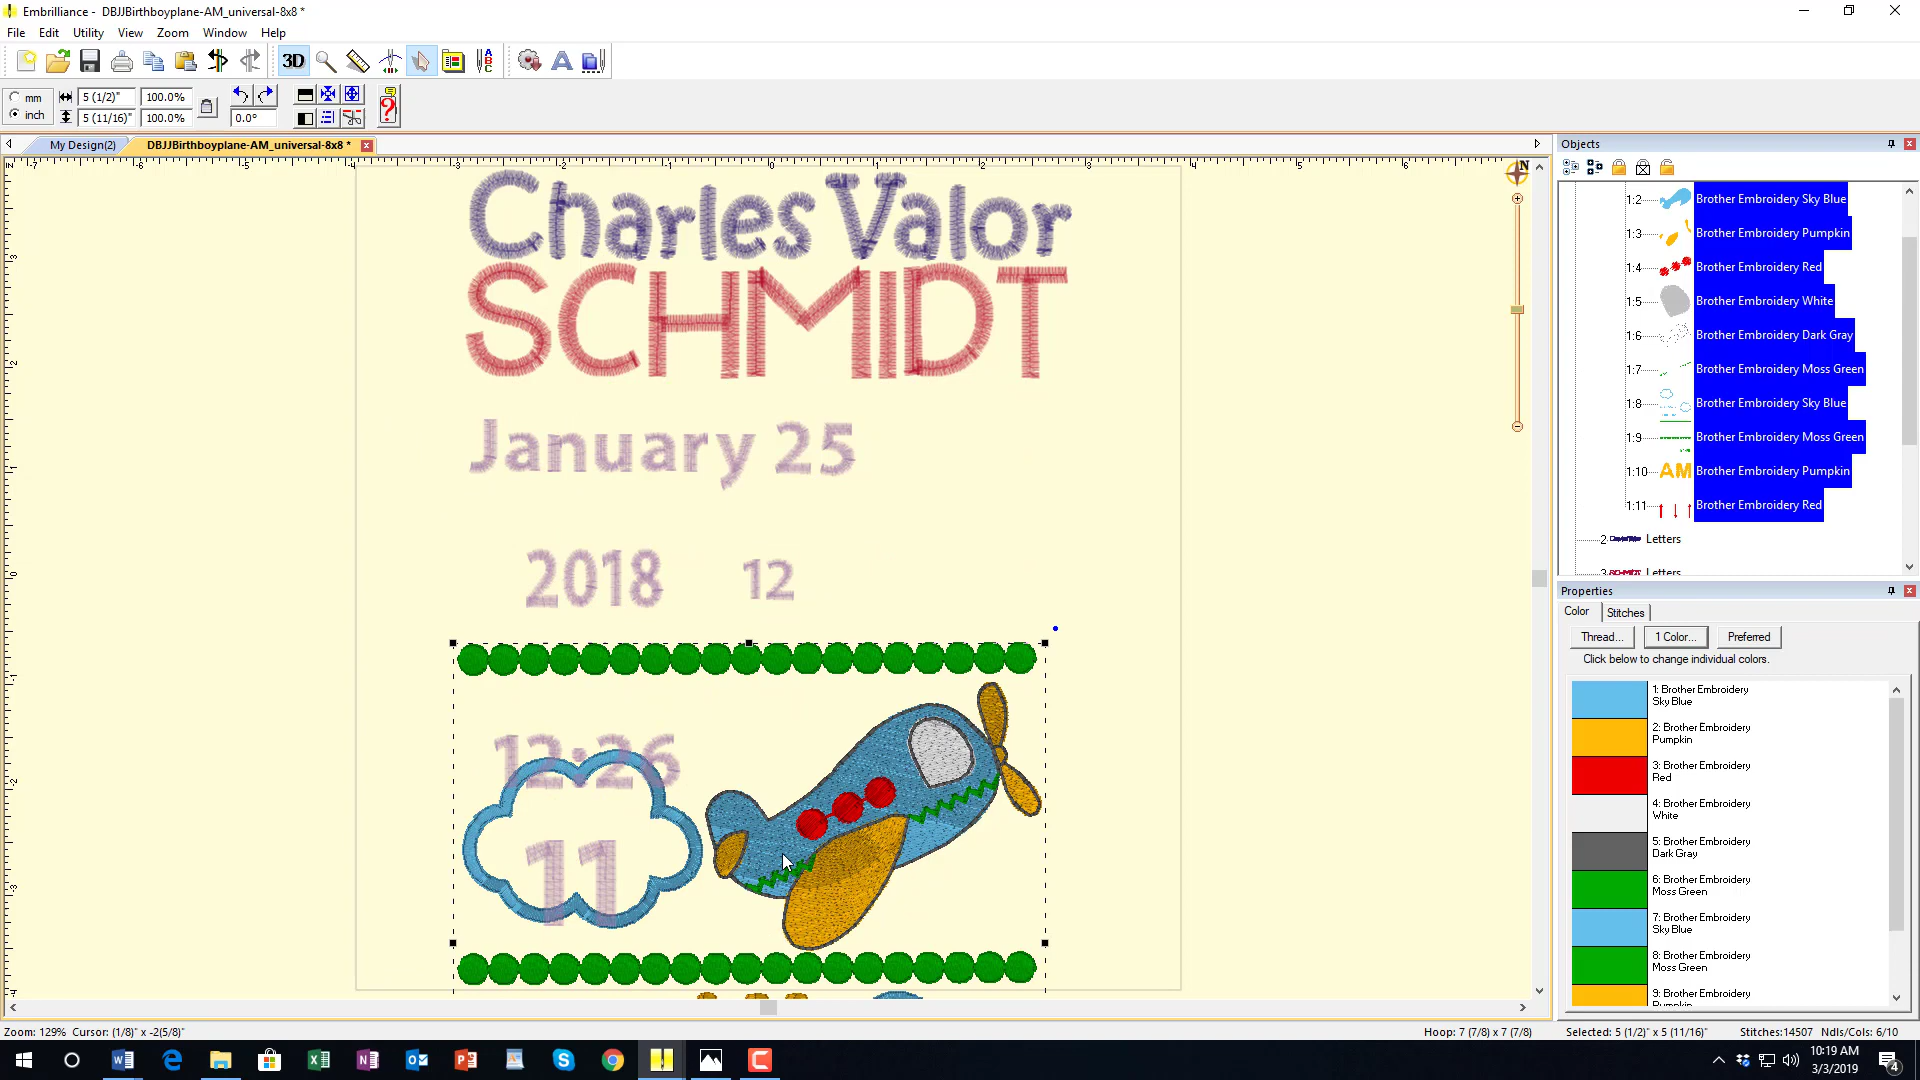 Embrilliance - DBJJBirthboyplane-AM_universal-8x8 *
File Edit Utility View Zoom Window Help
3D
A B C
mm 5 (1/2)" 100.0%
inch 5 (11/16)" 100.0% 0.0°
My Design(2) DBJJBirthboyplane-AM_universal-8x8 *
Objects
1:2 Brother Embroidery Sky Blue
1:3 Brother Embroidery Pumpkin
1:4 Brother Embroidery Red
1:5 Brother Embroidery White
1:6 Brother Embroidery Dark Gray
1:7 Brother Embroidery Moss Green
1:8 Brother Embroidery Sky Blue
1:9 Brother Embroidery Moss Green
1:10 AM Brother Embroidery Pumpkin
1:11 Brother Embroidery Red
2 Letters
3 SCHMIDT Letters
Charles Valor
SCHMIDT
January 25
2018 12
12:26
11
Properties
Color Stitches
Thread... 1 Color... Preferred
Click below to change individual colors.
1: Brother Embroidery
Sky Blue
2: Brother Embroidery
Pumpkin
3: Brother Embroidery
Red
4: Brother Embroidery
White
5: Brother Embroidery
Dark Gray
6: Brother Embroidery
Moss Green
7: Brother Embroidery
Sky Blue
8: Brother Embroidery
Moss Green
9: Brother Embroidery
Pumpkin
Zoom: 129% Cursor: (1/8)" x -2(5/8)" Hoop: 7 (7/8) x 7 (7/8) Selected: 5 (1/2)" x 5 (11/16)" Stitches:14507 Ndls/Cols: 6/10
10:19 AM
3/3/2019
4